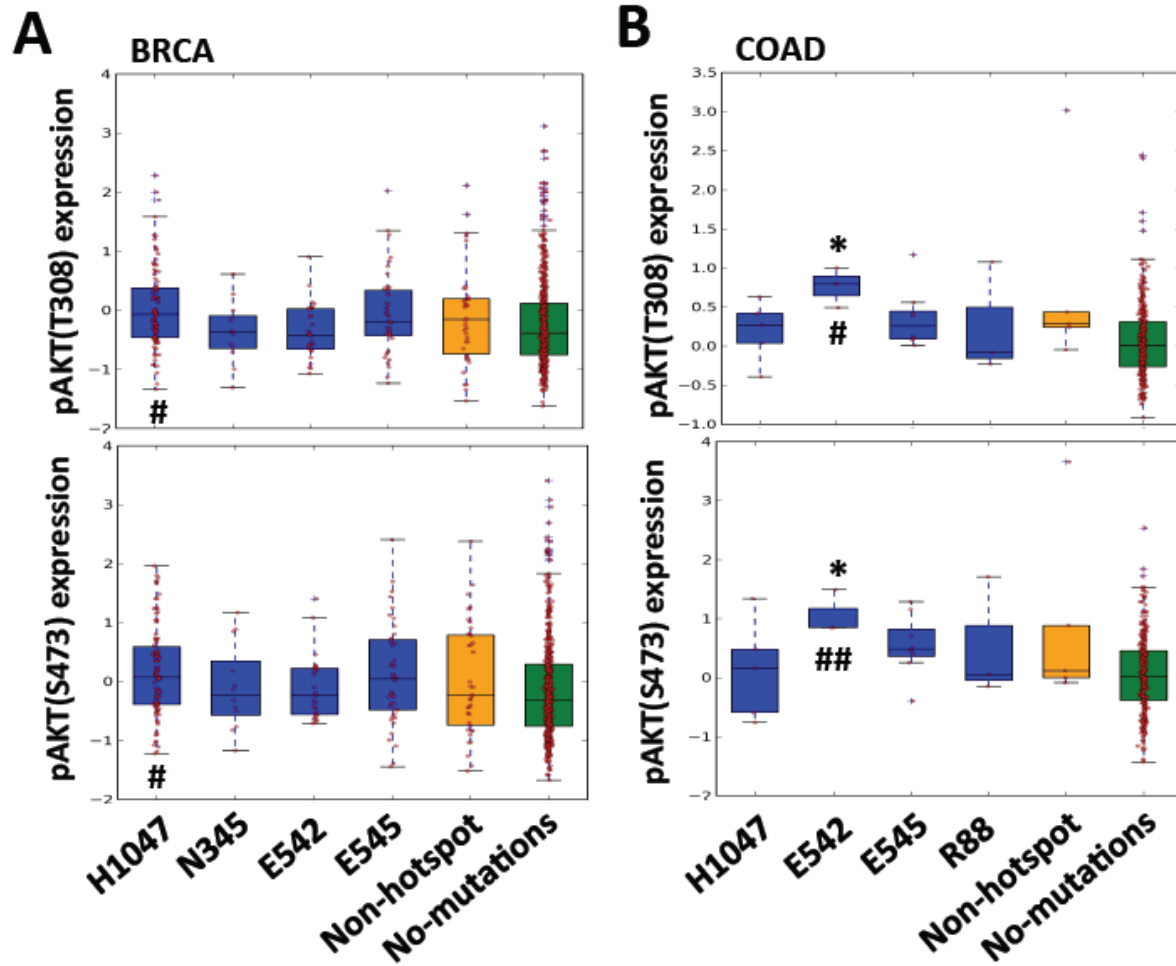 A
BRCA
pAKT(T308) expression
4
3
2
1
0
−1
−2
#
pAKT(S473) expression
4
3
2
1
0
−1
−2
#
H1047
N345
E542
E545
Non-hotspot
No-mutations
B
COAD
pAKT(T308) expression
3.5
3.0
2.5
2.0
1.5
1.0
0.5
0.0
−0.5
−1.0
*
#
pAKT(S473) expression
4
3
2
1
0
−1
−2
*
##
H1047
E542
E545
R88
Non-hotspot
No-mutations